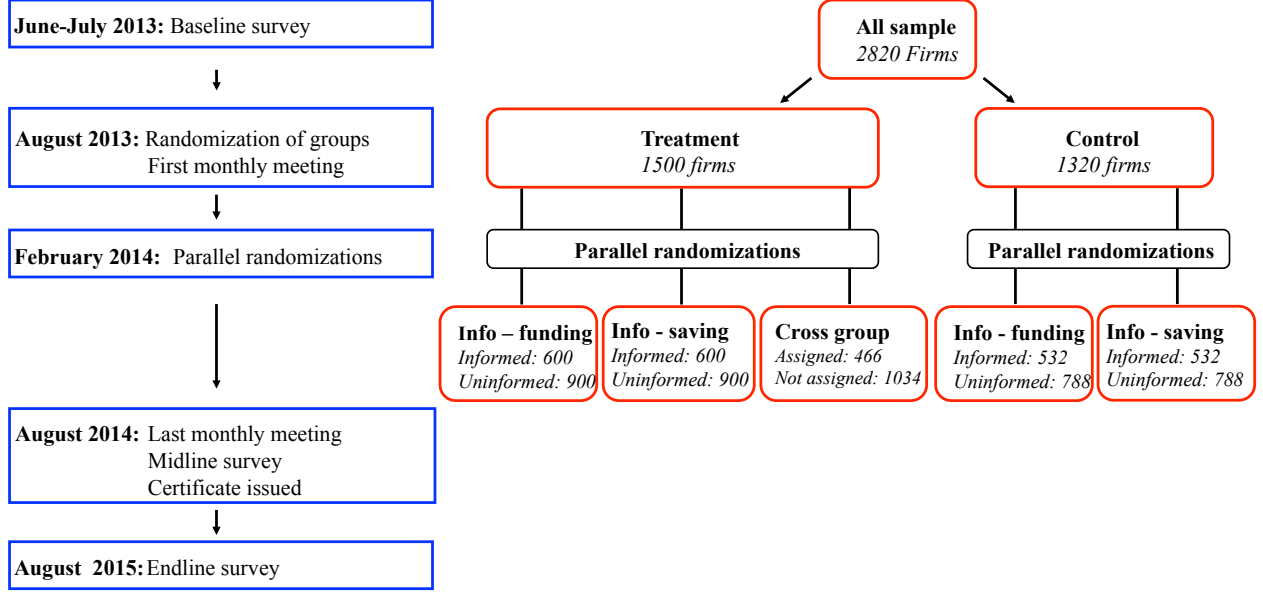 June-July 2013: Baseline survey
August 2013: Randomization of groups
First monthly meeting
February 2014: Parallel randomizations
August 2014: Last monthly meeting
Midline survey
Certificate issued
August 2015: Endline survey
All sample
2820 Firms
Treatment
1500 firms
Control
1320 firms
Parallel randomizations
Parallel randomizations
Info – funding
Informed: 600
Uninformed: 900
Info - saving
Informed: 600
Uninformed: 900
Cross group
Assigned: 466
Not assigned: 1034
Info - funding
Informed: 532
Uninformed: 788
Info - saving
Informed: 532
Uninformed: 788